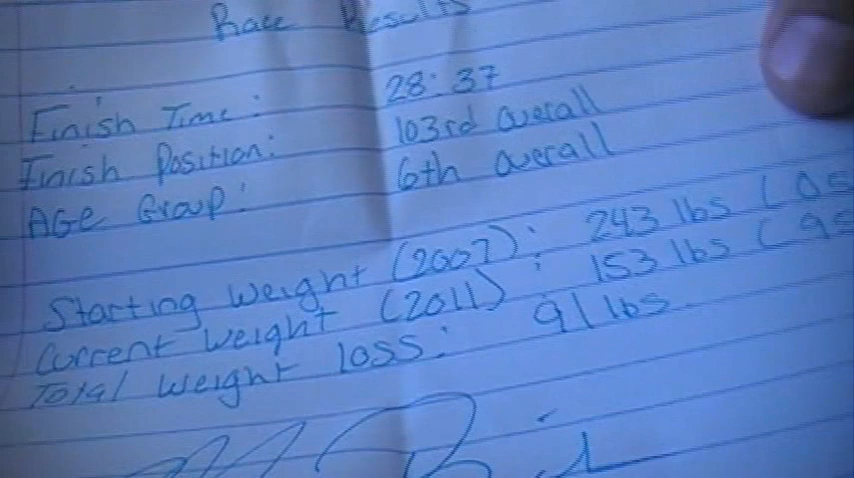 Race Results
Finish Time: 28:37
Finish Position: 103rd overall
AGE Group: 6th overall
Starting weight (2007): 243 lbs (
Current weight (2011): 153 lbs (
Total weight loss: 91 lbs.